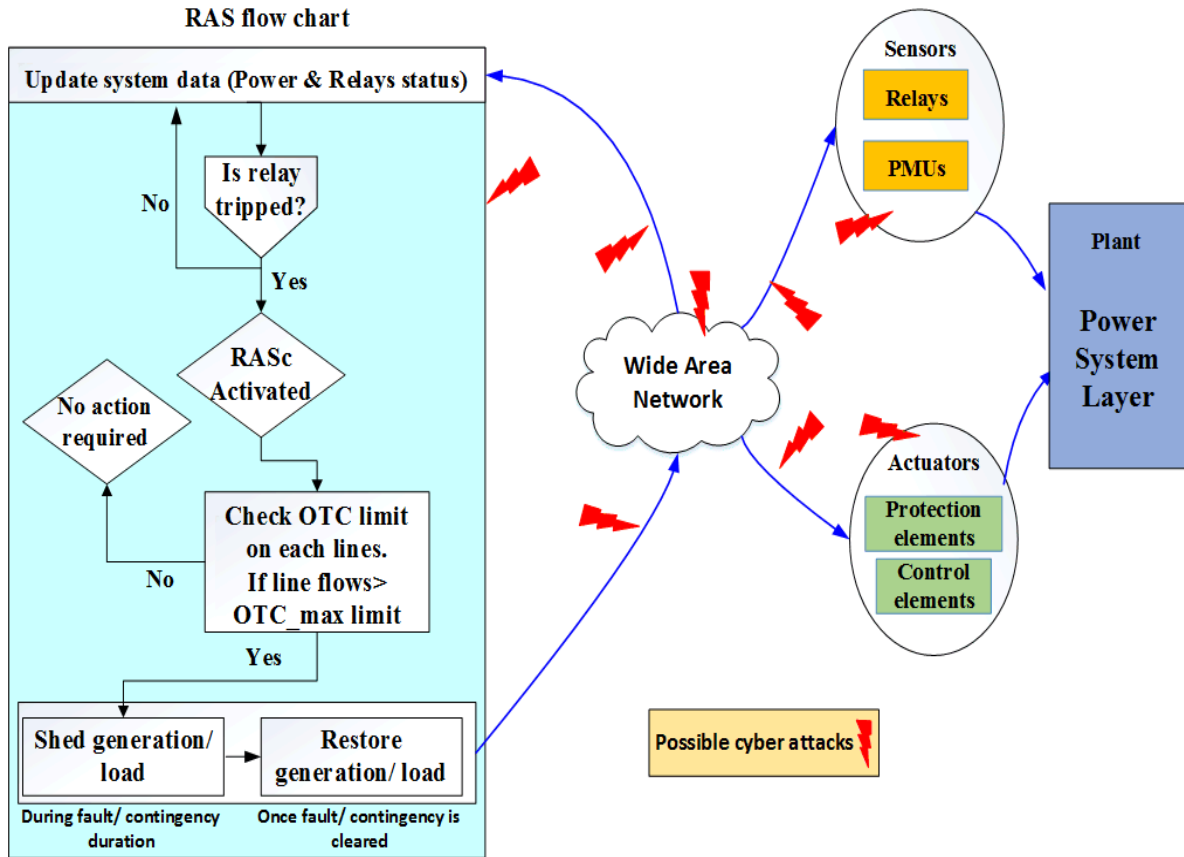 RAS flow chart
Update system data (Power & Relays status)
Is relay
tripped?
No
Yes
RASc
Activated
No action
required
Check OTC limit
on each lines.
If line flows>
OTC_max limit
No
Yes
Shed generation/
load
Restore
generation/ load
During fault/ contingency
duration
Once fault/ contingency is
cleared
Wide Area
Network
Sensors
Relays
PMUs
Actuators
Protection
elements
Control
elements
Plant
Power
System
Layer
Possible cyber attacks